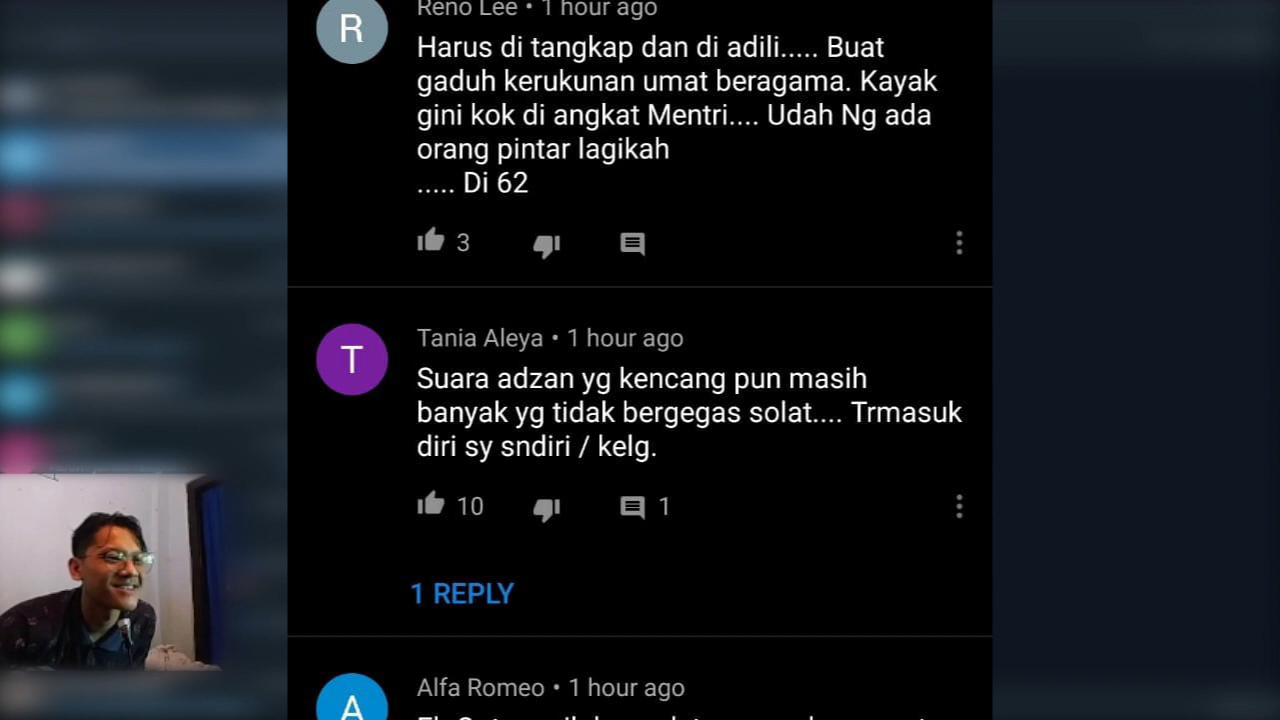 R
Reno Lee • 1 hour ago
Harus di tangkap dan di adili..... Buat
gaduh kerukunan umat beragama. Kayak
gini kok di angkat Mentri.... Udah Ng ada
orang pintar lagikah
..... Di 62
3
T
Tania Aleya • 1 hour ago
Suara adzan yg kencang pun masih
banyak yg tidak bergegas solat.... Trmasuk
diri sy sndiri / kelg.
10
1
1 REPLY
A
Alfa Romeo • 1 hour ago